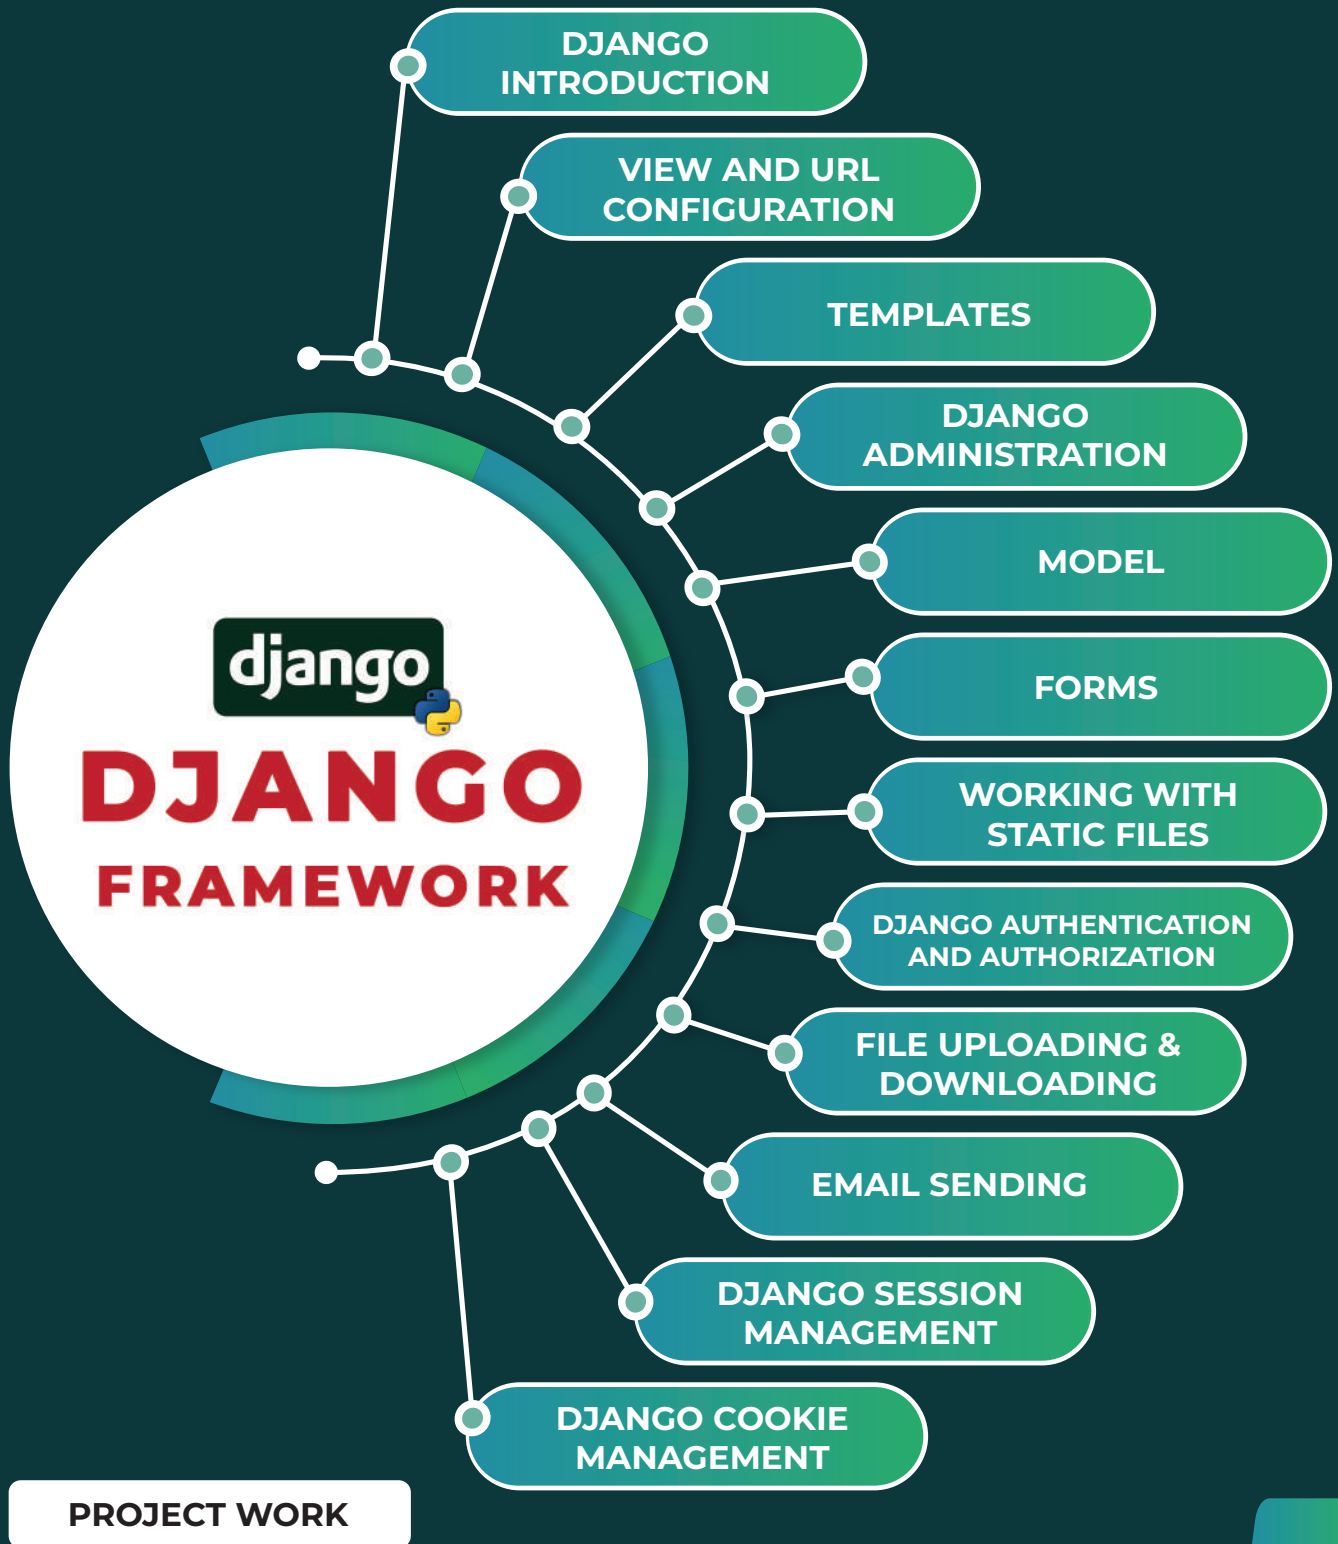 DJANGO
INTRODUCTION
VIEW AND URL
CONFIGURATION
TEMPLATES
DJANGO
ADMINISTRATION
MODEL
FORMS
WORKING WITH
STATIC FILES
DJANGO AUTHENTICATION
AND AUTHORIZATION
FILE UPLOADING &
DOWNLOADING
EMAIL SENDING
DJANGO SESSION
MANAGEMENT
DJANGO COOKIE
MANAGEMENT
django
DJANGO
FRAMEWORK
PROJECT WORK